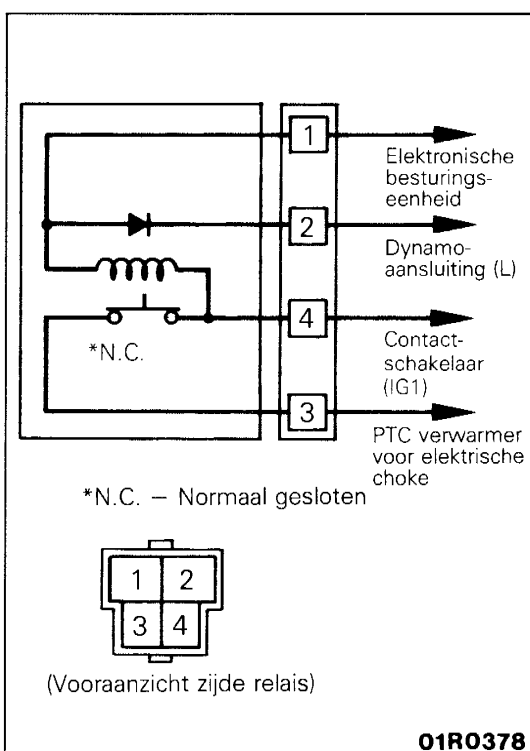 1
Elektronische
besturings-
eenheid
2
Dynamo-
aansluiting (L)
4
Contact-
schakelaar
(IG1)
*N.C.
3
PTC verwarmer
voor elektrische
choke
*N.C. – Normaal gesloten
1 2
3 4
(Vooraanzicht zijde relais)
01R0378